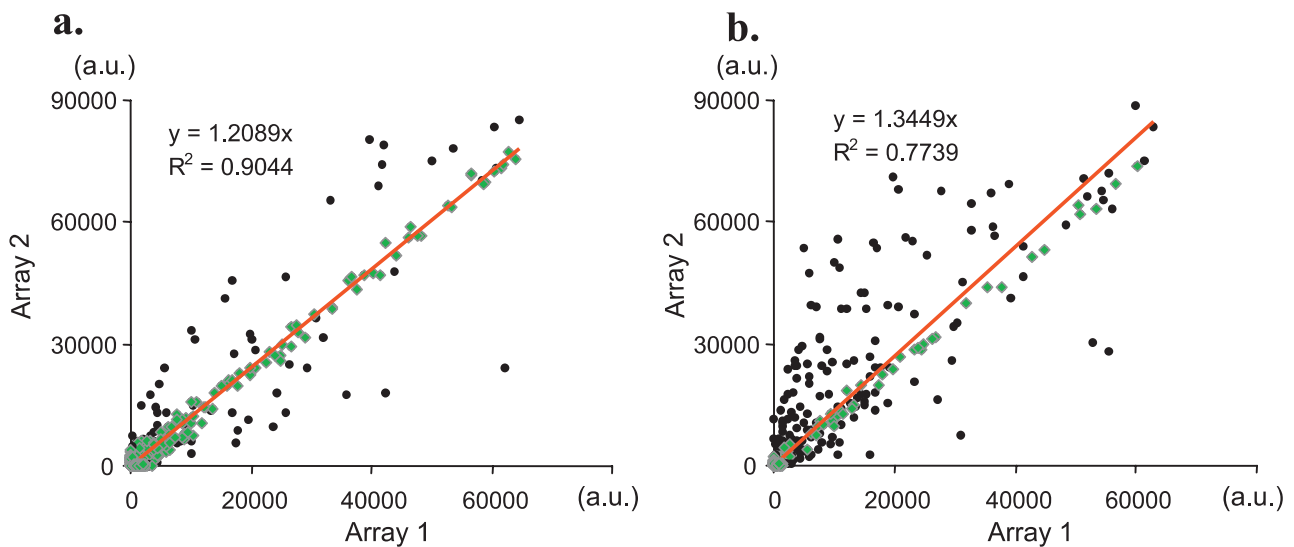 a.
(a.u.)
90000
60000
30000
0
Array 2
y = 1.2089x
R² = 0.9044
0 20000 40000 60000 (a.u.)
Array 1
b.
(a.u.)
90000
60000
30000
0
Array 2
y = 1.3449x
R² = 0.7739
0 20000 40000 60000 (a.u.)
Array 1